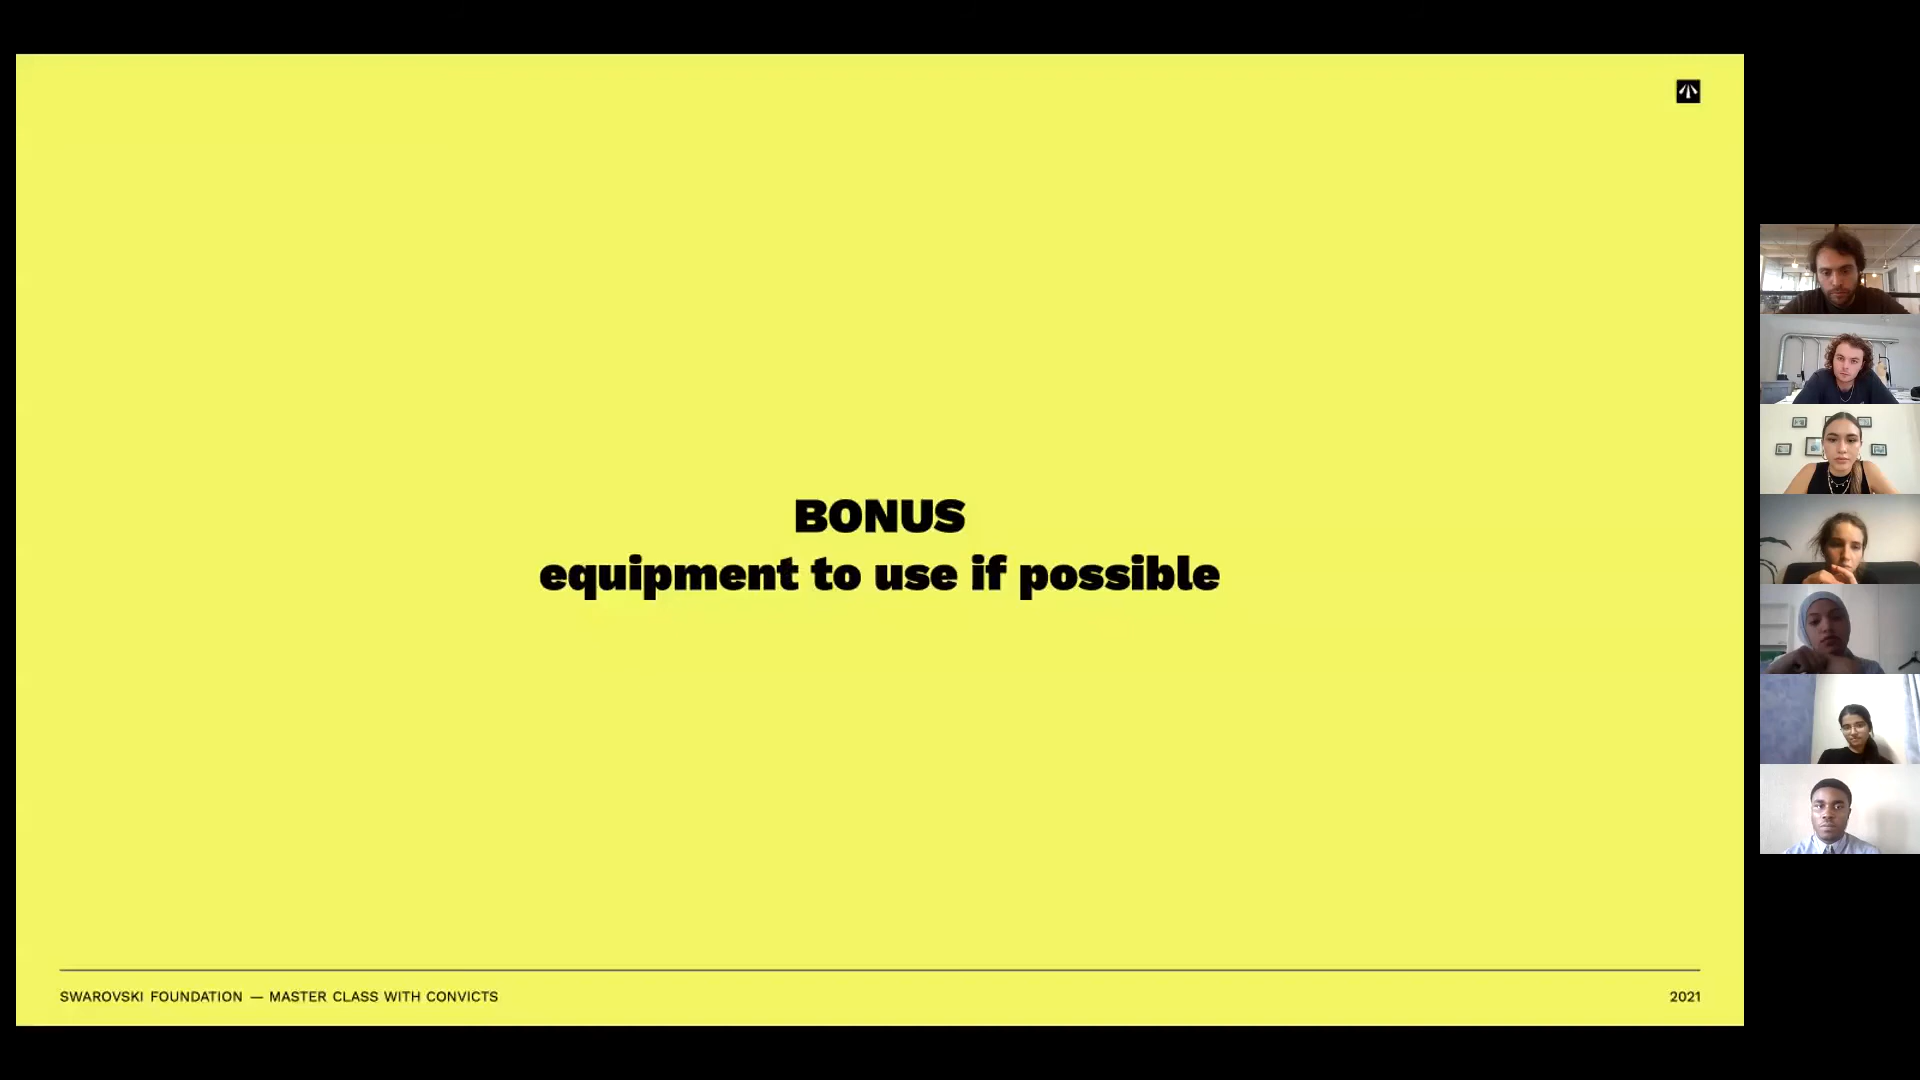 BONUS
equipment to use if possible
SWAROVSKI FOUNDATION — MASTER CLASS WITH CONVICTS
2021